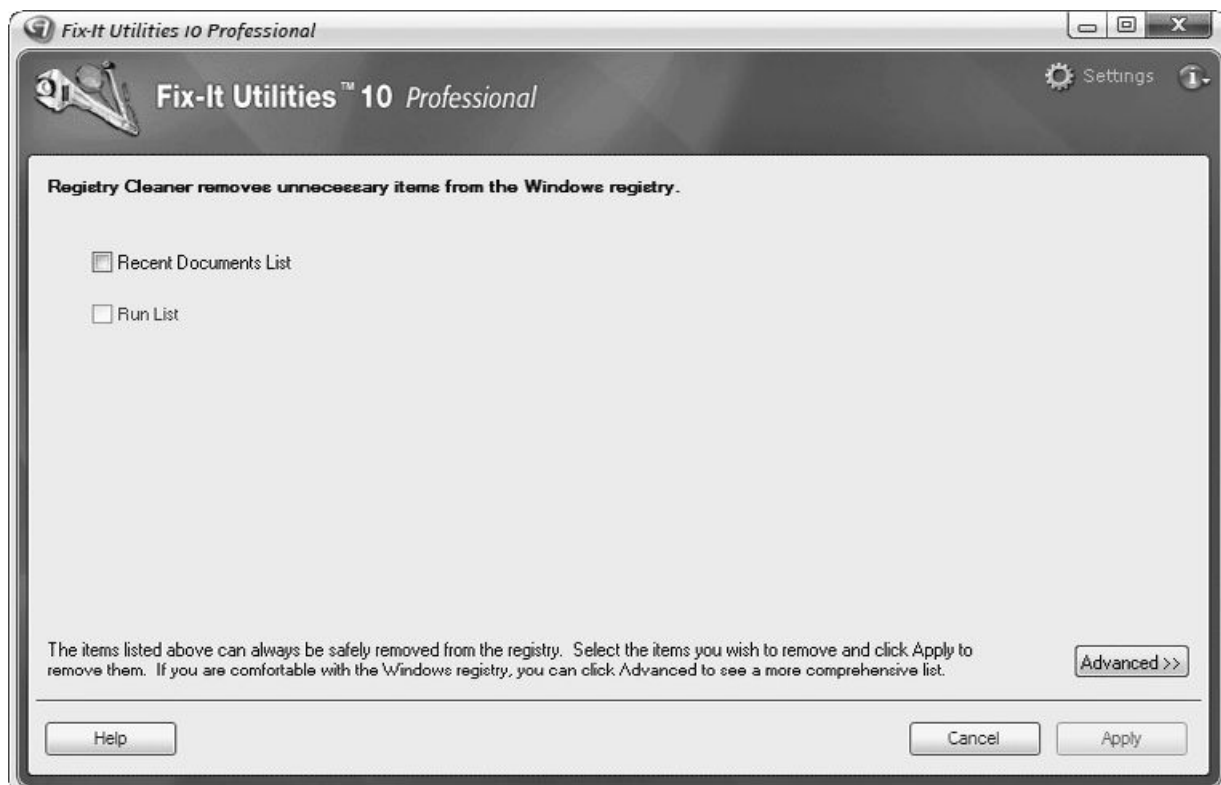 Fix-It Utilities 10 Professional
Settings
Fix-It Utilities™ 10 Professional
Registry Cleaner removes unnecessary items from the Windows registry.
Recent Documents List
Run List
The items listed above can always be safely removed from the registry. Select the items you wish to remove and click Apply to
remove them. If you are comfortable with the Windows registry, you can click Advanced to see a more comprehensive list.
Advanced >>
Help
Cancel
Apply